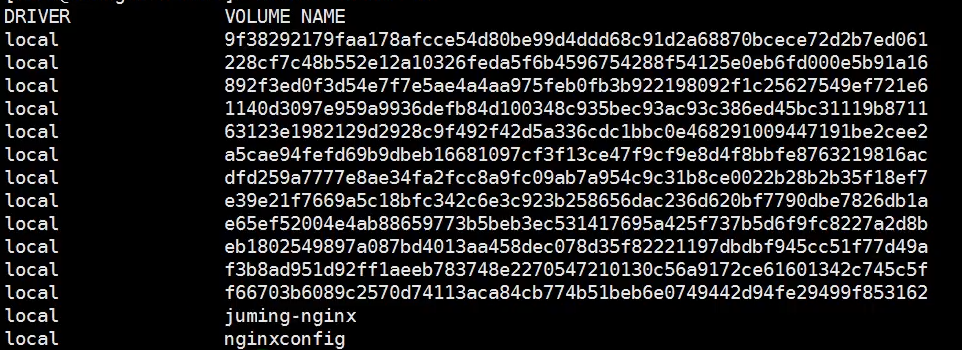 DRIVER VOLUME NAME
local 9f38292179faa178afcce54d80be99d4ddd68c91d2a68870bcece72d2b7ed061
local 228cf7c48b552e12a10326feda5f6b4596754288f54125e0eb6fd000e5b91a16
local 892f3ed0f3d54e7f7e5ae4a4aa975feb0fb3b922198092f1c25627549ef721e6
local 1140d3097e959a9936defb84d100348c935bec93ac93c386ed45bc31119b8711
local 63123e1982129d2928c9f492f42d5a336cdc1bbc0e468291009447191be2cee2
local a5cae94fefd69b9dbeb16681097cf3f13ce47f9cf9e8d4f8bbfe8763219816ac
local dfd259a7777e8ae34fa2fcc8a9fc09ab7a954c9c31b8ce0022b28b2b35f18ef7
local e39e21f7669a5c18bfc342c6e3c923b258656dac236d620bf7790dbe7826db1a
local e65ef52004e4ab88659773b5beb3ec531417695a425f737b5d6f9fc8227a2d8b
local eb1802549897a087bd4013aa458dec078d35f82221197dbdbf945cc51f77d49a
local f3b8ad951d92ff1aeeb783748e2270547210130c56a9172ce61601342c745c5f
local f66703b6089c2570d74113aca84cb774b51beb6e0749442d94fe29499f853162
local juming-nginx
local nginxconfig